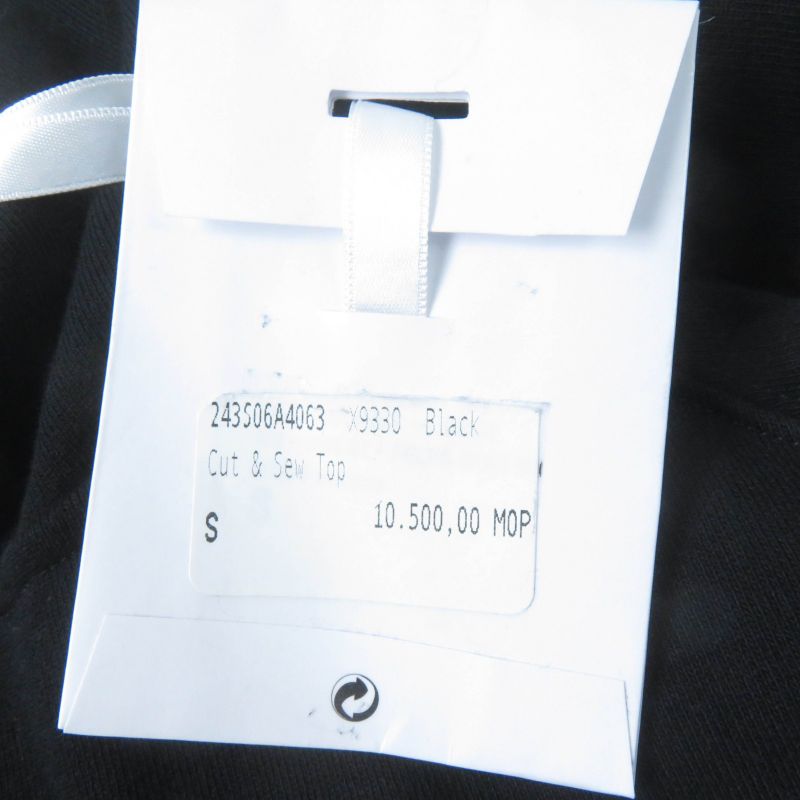 243S06A4063 X9330 Black
Cut & Sew Top
S 10.500,00 MOP